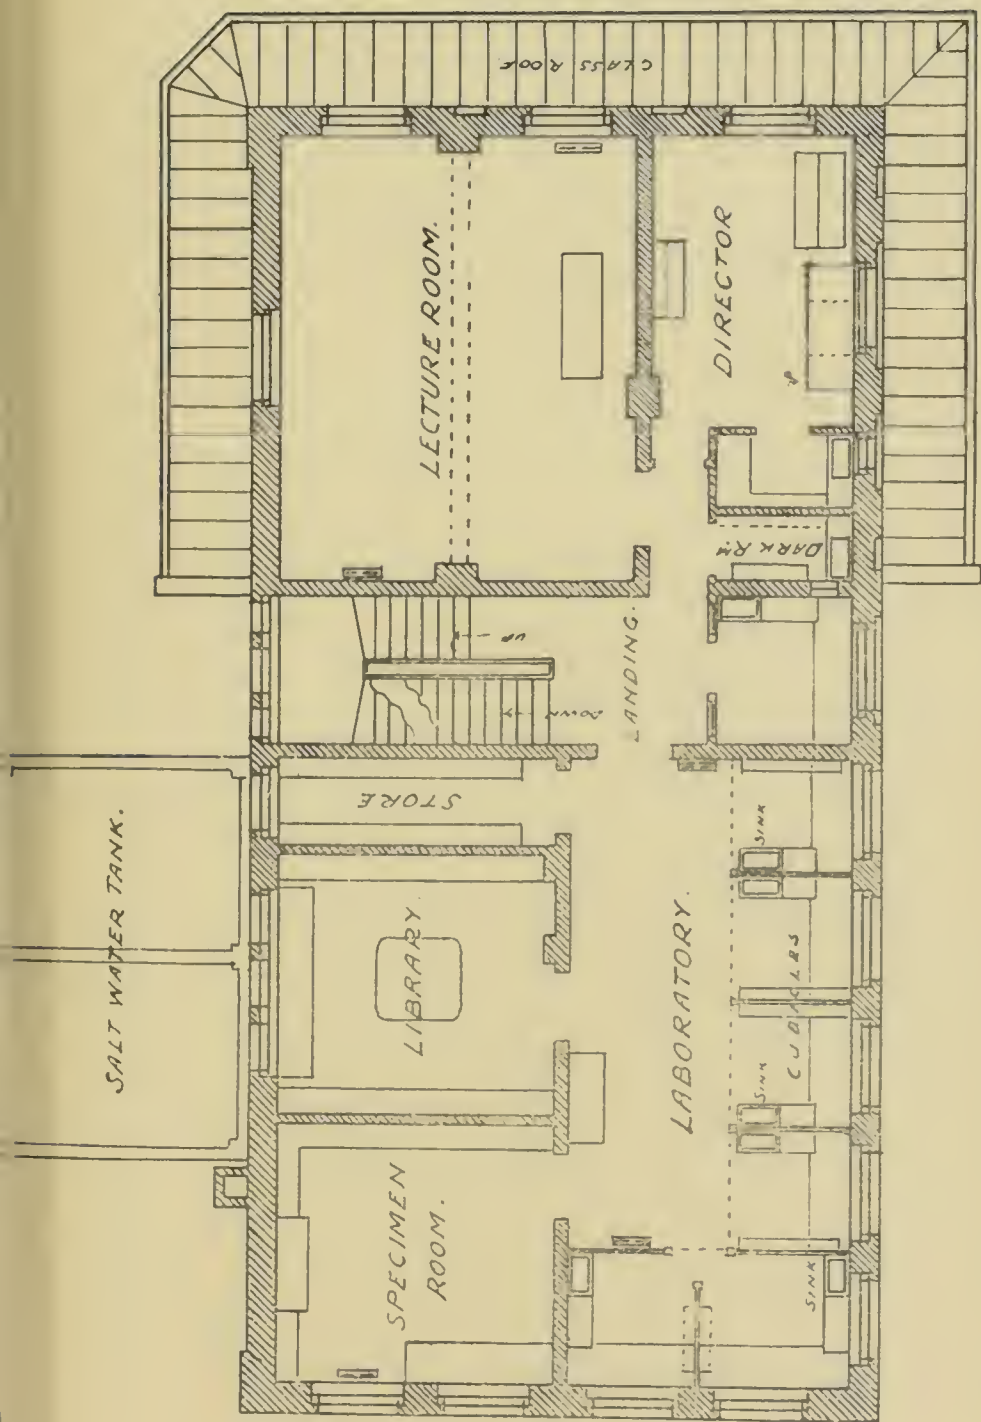 GLASS ROOF
LECTURE ROOM.
DIRECTOR
UP
DARK RM
UP
DOWN
LANDING.
STORE
SALT WATER TANK.
LIBRARY.
LABORATORY.
SINK
CUBICLES
SINK
SPECIMEN
ROOM.
SINK